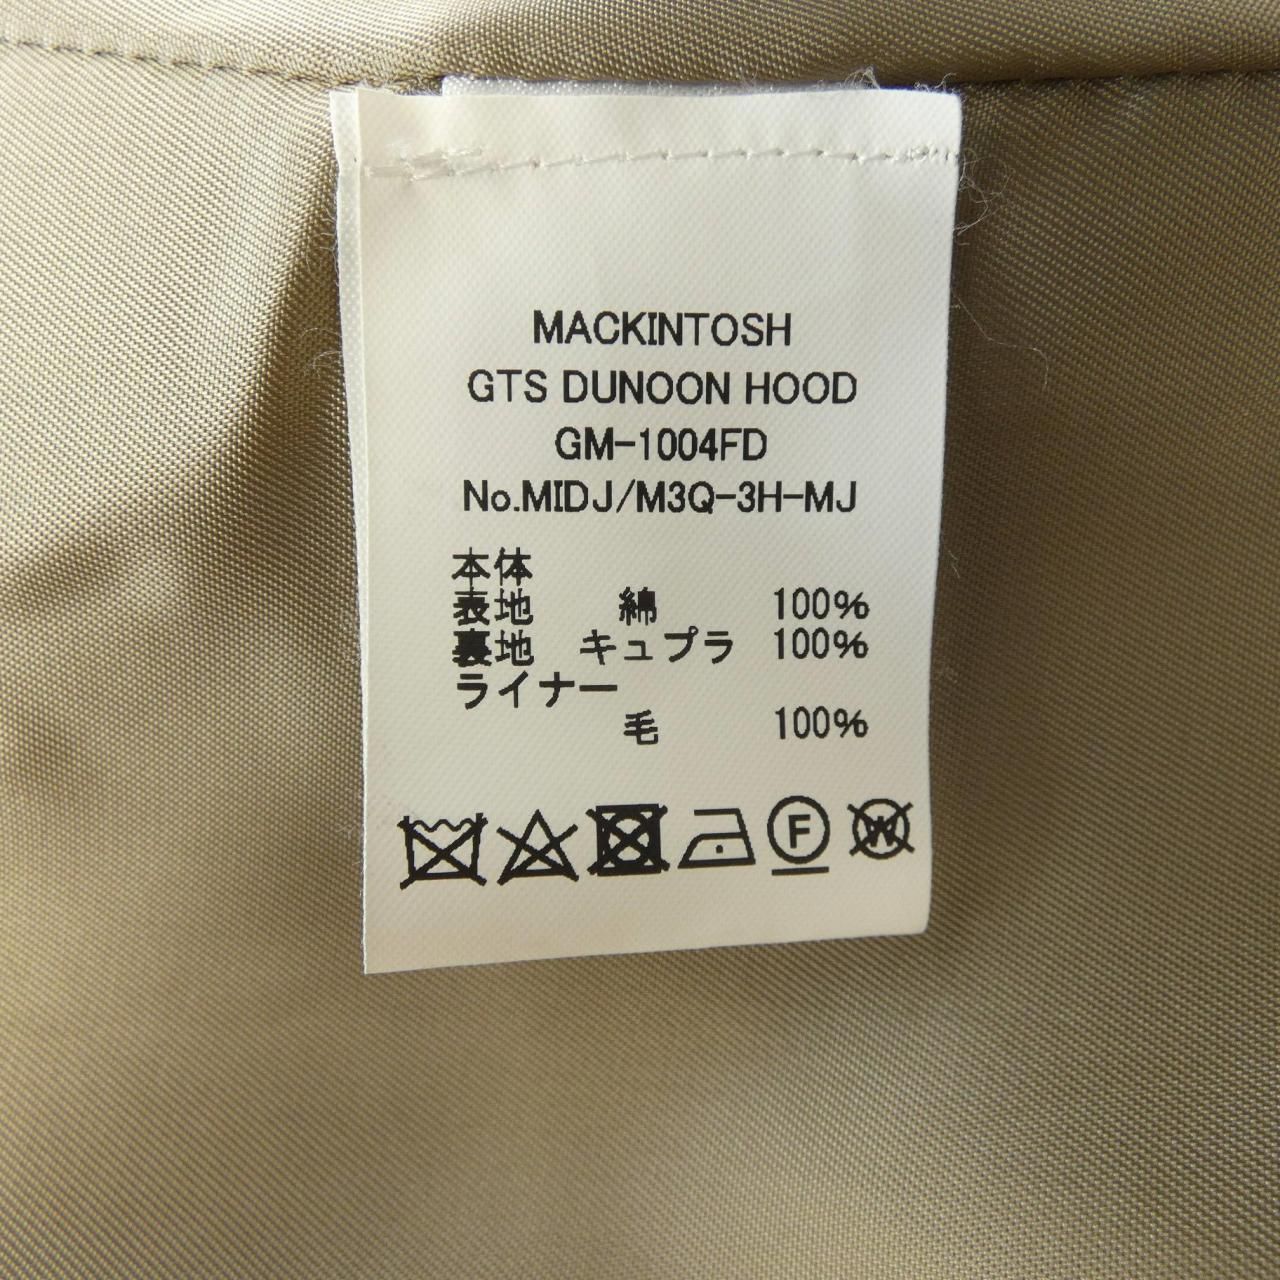 MACKINTOSH
GTS DUNOON HOOD
GM-1004FD
No.MIDJ/M3Q-3H-MJ
本体
表地 綿 100%
裏地 キュプラ 100%
ライナー
毛 100%
F W